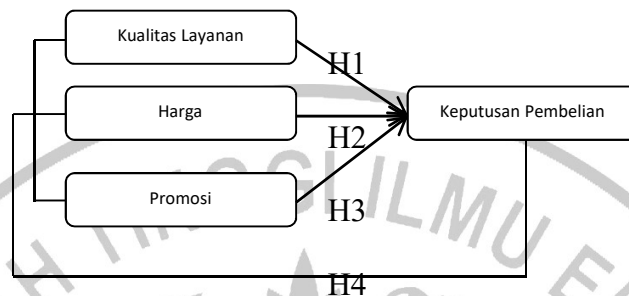 Kualitas Layanan
H1
Harga
Keputusan Pembelian
H2
Promosi
H3
H4